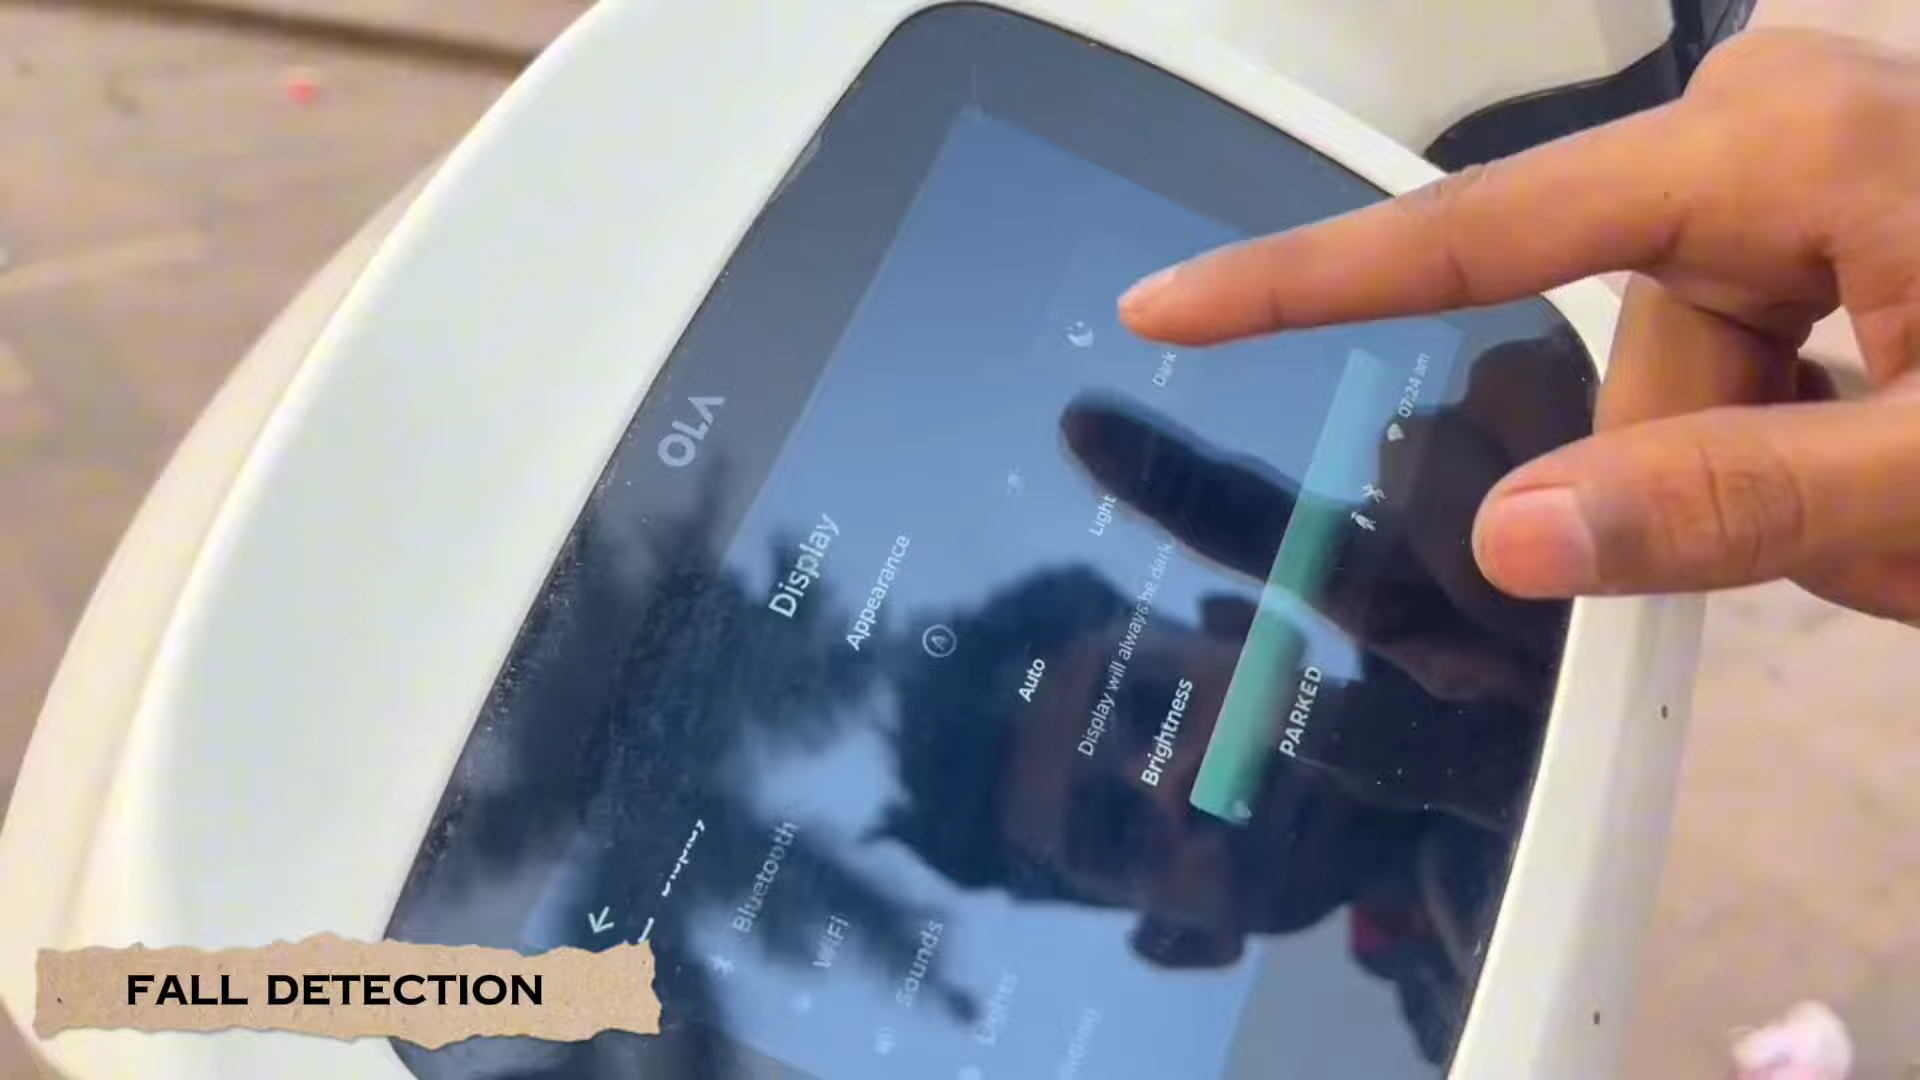 OLA
Display
Appearance
Auto
Light
Dark
Display will always be dark
Brightness
PARKED
07:24 am
Display
Bluetooth
WiFi
Sounds
Lights
FALL DETECTION